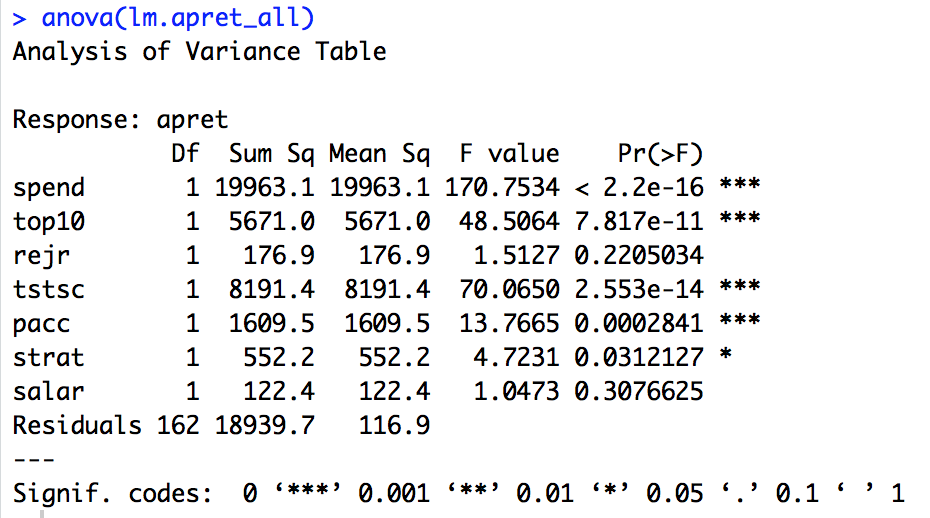 > anova(lm.apret_all)
Analysis of Variance Table
Response: apret
Df Sum Sq Mean Sq F value Pr(>F)
spend 1 19963.1 19963.1 170.7534 < 2.2e-16 ***
top10 1 5671.0 5671.0 48.5064 7.817e-11 ***
rejr 1 176.9 176.9 1.5127 0.2205034
tstsc 1 8191.4 8191.4 70.0650 2.553e-14 ***
pacc 1 1609.5 1609.5 13.7665 0.0002841 ***
strat 1 552.2 552.2 4.7231 0.0312127 *
salar 1 122.4 122.4 1.0473 0.3076625
Residuals 162 18939.7 116.9
---
Signif. codes: 0 ‘***’ 0.001 ‘**’ 0.01 ‘*’ 0.05 ‘.’ 0.1 ‘ ’ 1